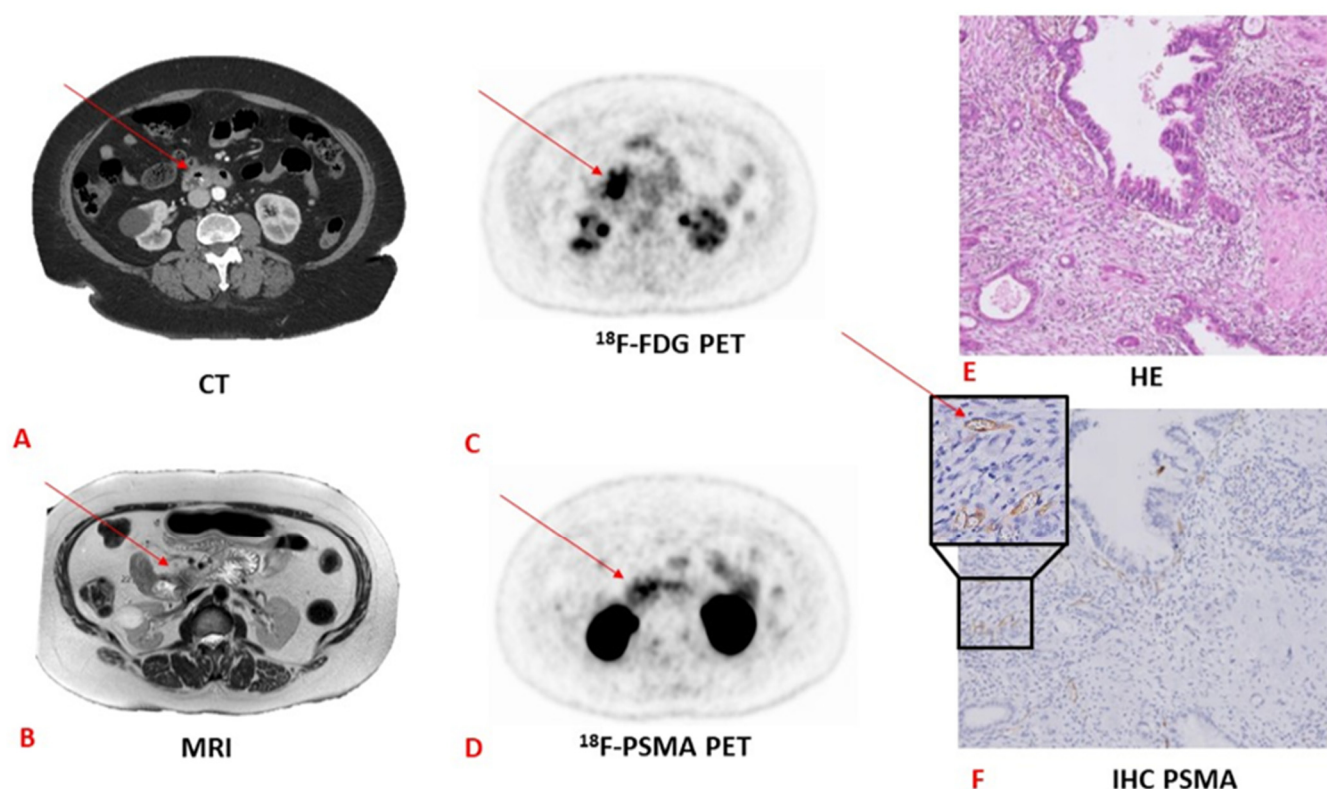 CT
A
MRI
B
¹⁸F-FDG PET
C
¹⁸F-PSMA PET
D
E
HE
F
IHC PSMA